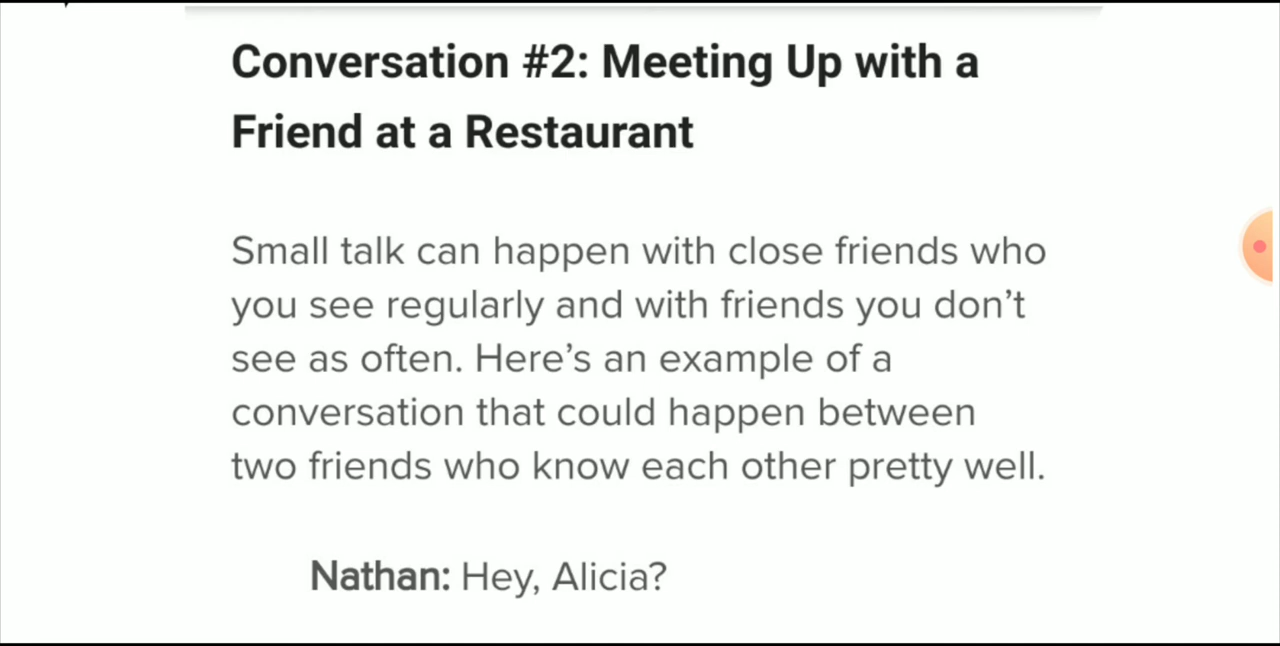 Conversation #2: Meeting Up with a
Friend at a Restaurant
Small talk can happen with close friends who
you see regularly and with friends you don’t
see as often. Here’s an example of a
conversation that could happen between
two friends who know each other pretty well.
Nathan: Hey, Alicia?